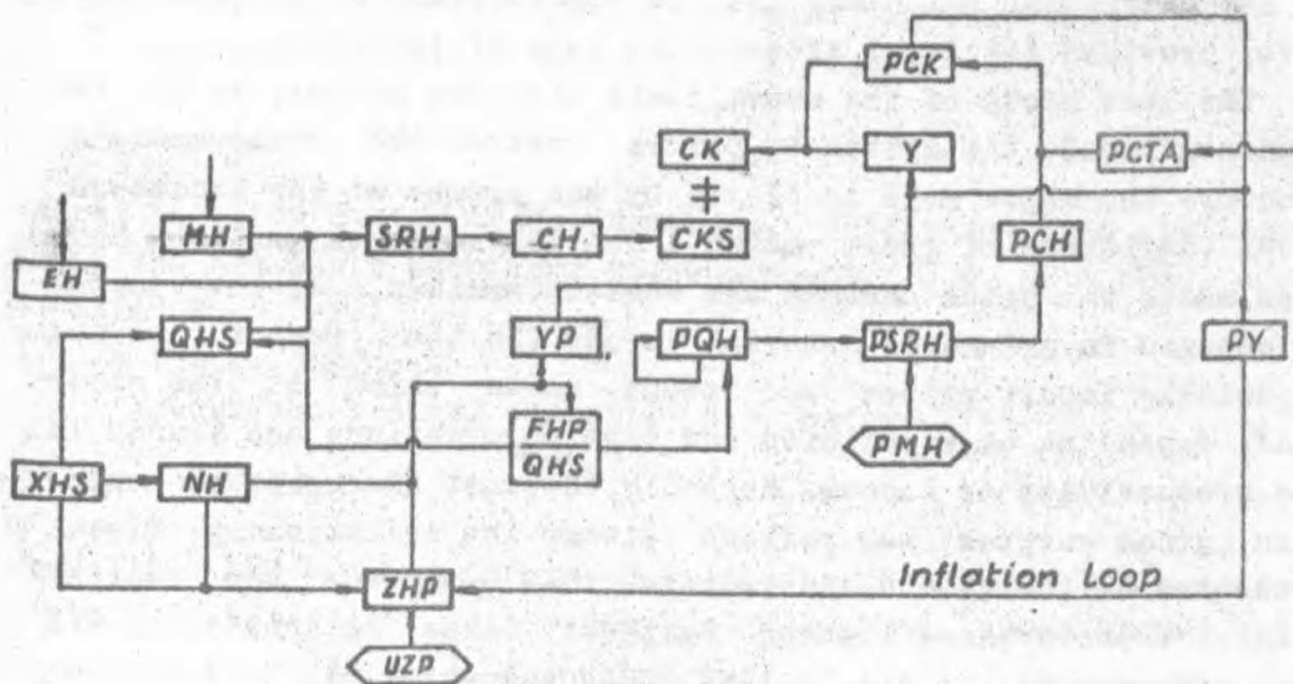 PCK
CK
Y
PCTA
MH
SRH
CH
CKS
PCH
EH
QHS
YP
PQH
PSRH
PY
FHP
QHS
PMH
XHS
NH
ZHP
Inflation Loop
UZP